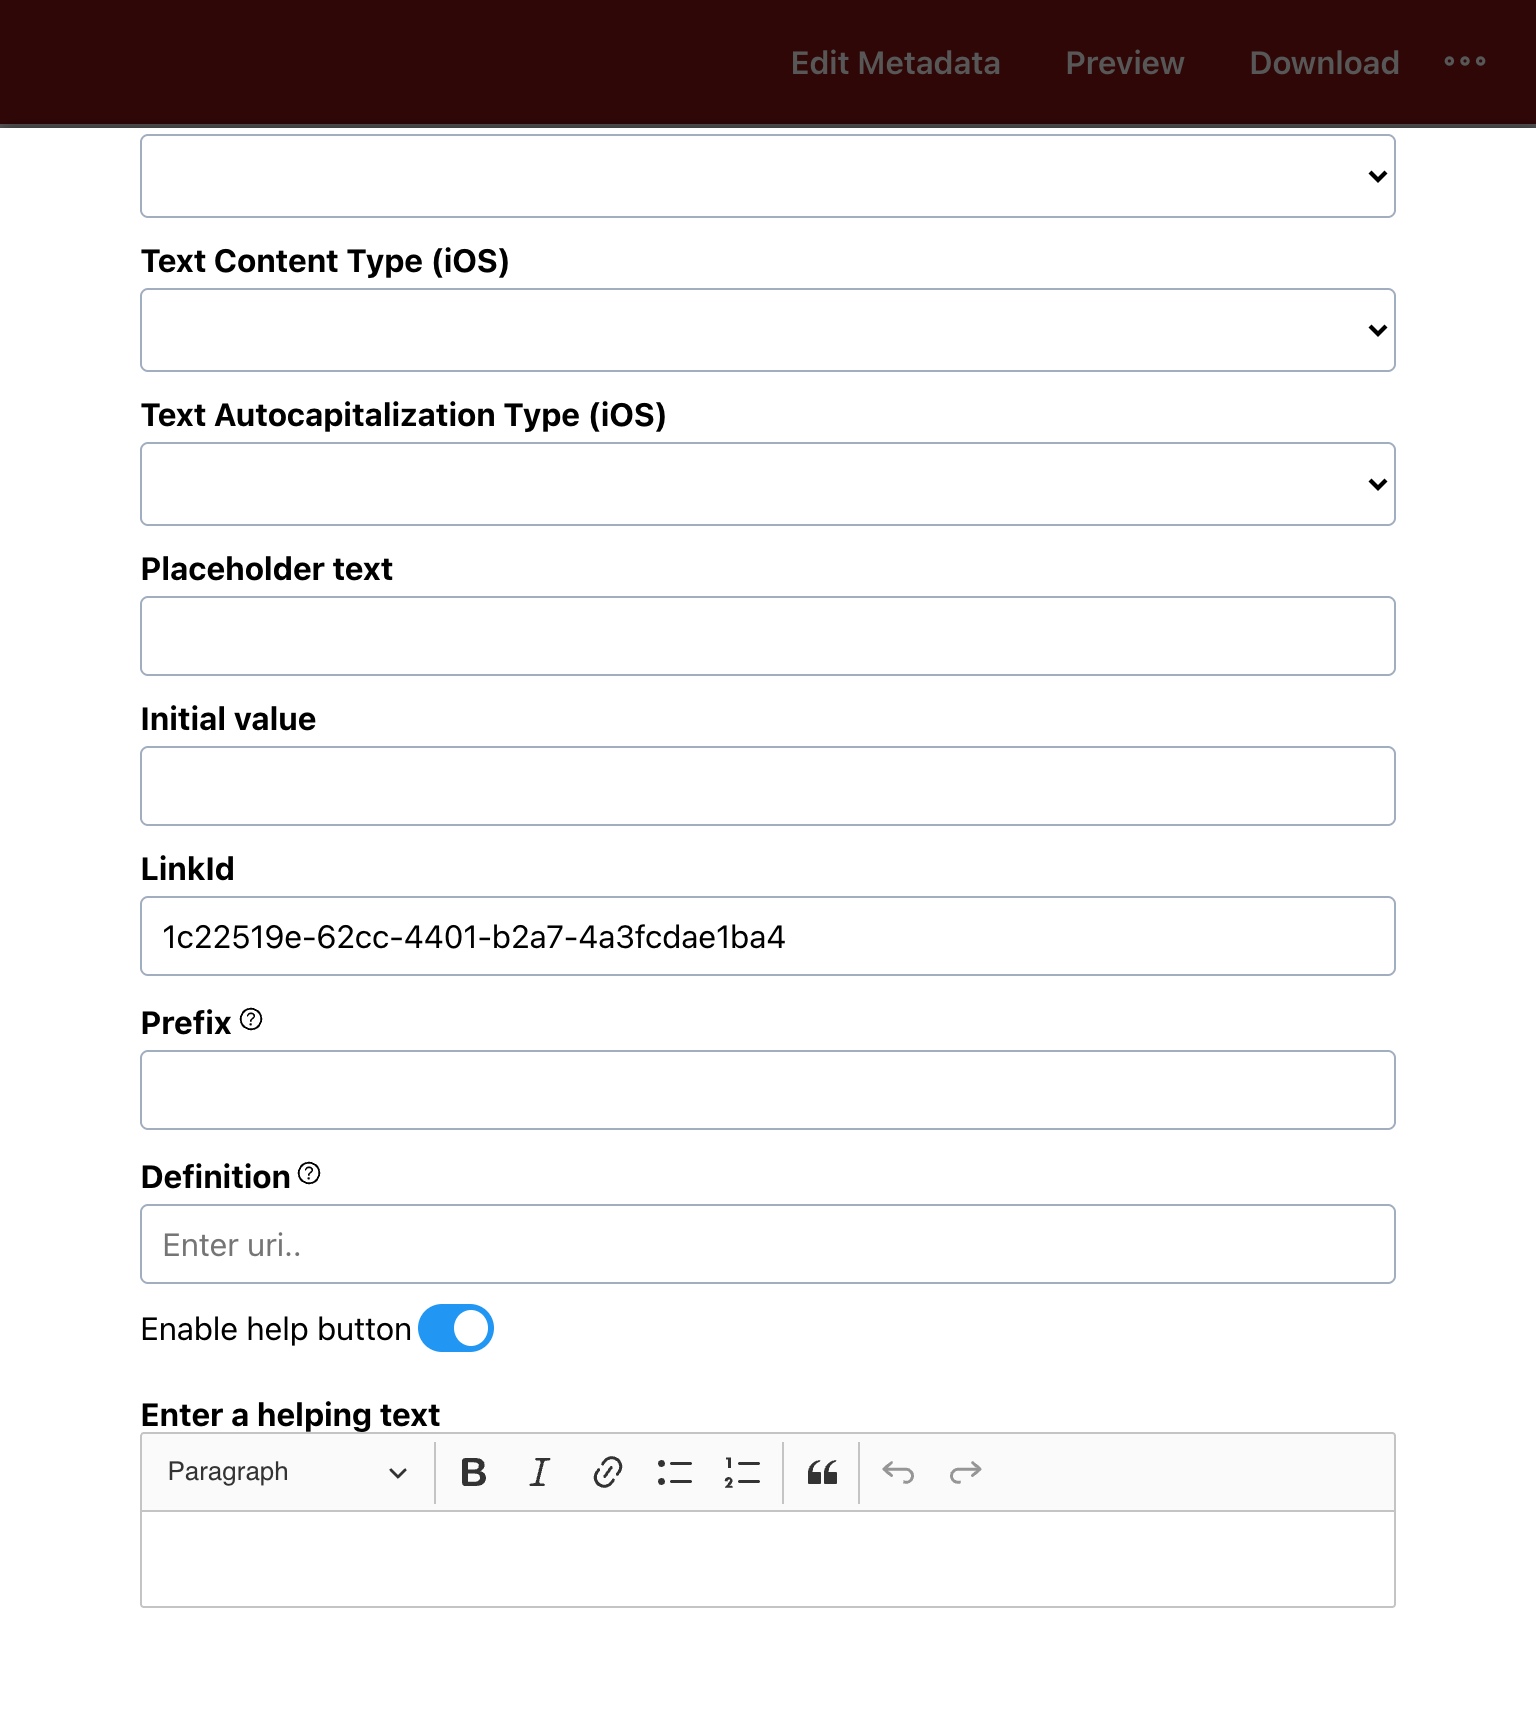 Edit Metadata Preview Download
Text Content Type (iOS)
Text Autocapitalization Type (iOS)
Placeholder text
Initial value
LinkId
1c22519e-62cc-4401-b2a7-4a3fcdae1ba4
Prefix
Definition
Enter uri..
Enable help button
Enter a helping text
Paragraph